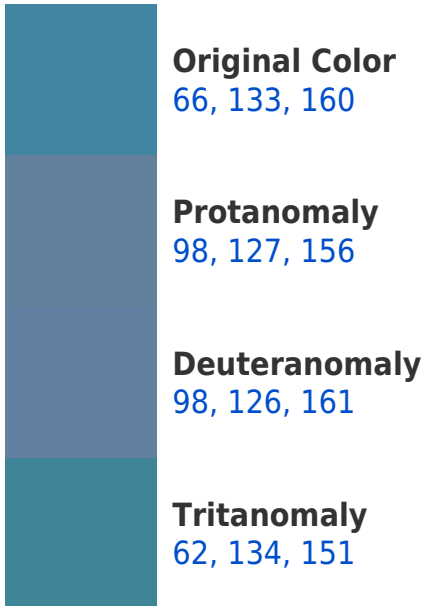 Original Color
66, 133, 160
Protanomaly
98, 127, 156
Deuteranomaly
98, 126, 161
Tritanomaly
62, 134, 151